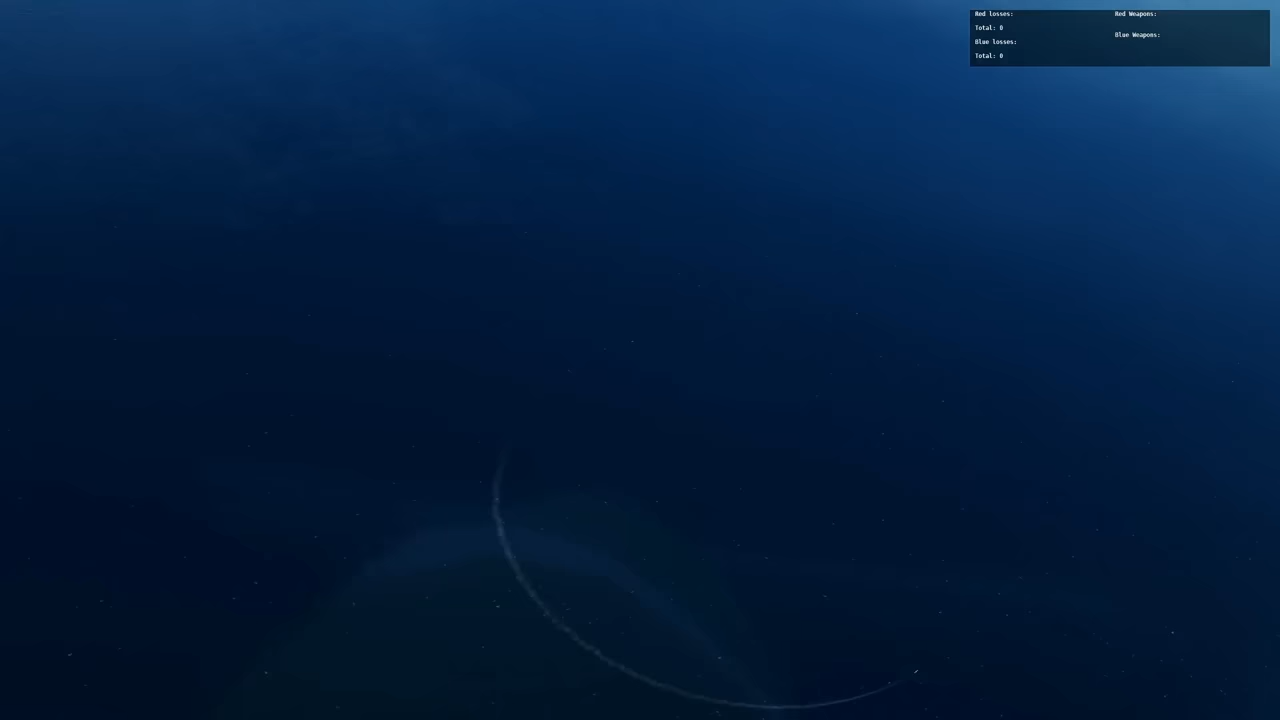 Red losses:
Total: 0
Blue losses:
Total: 0
Red Weapons:
Blue Weapons: